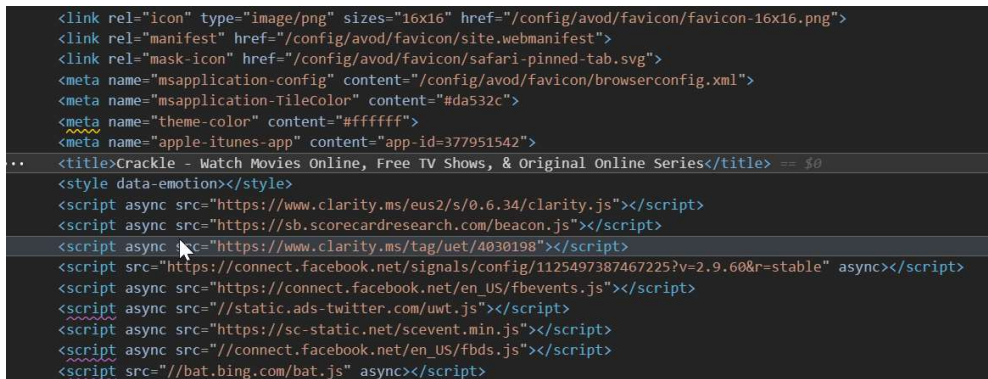 <link rel="icon" type="image/png" sizes="16x16" href="/config/avod/favicon/favicon-16x16.png">
<link rel="manifest" href="/config/avod/favicon/site.webmanifest">
<link rel="mask-icon" href="/config/avod/favicon/safari-pinned-tab.svg">
<meta name="msapplication-config" content="/config/avod/favicon/browserconfig.xml">
<meta name="msapplication-TileColor" content="#da532c">
<meta name="theme-color" content="#ffffff">
<meta name="apple-itunes-app" content="app-id=377951542">
... <title>Crackle - Watch Movies Online, Free TV Shows, & Original Online Series</title> == $0
<style data-emotion></style>
<script async src="https://www.clarity.ms/eus2/s/0.6.34/clarity.js"></script>
<script async src="https://sb.scorecardresearch.com/beacon.js"></script>
<script async src="https://www.clarity.ms/tag/uet/4030198"></script>
<script src="https://connect.facebook.net/signals/config/1125497387467225?v=2.9.60&r=stable" async></script>
<script async src="https://connect.facebook.net/en_US/fbevents.js"></script>
<script async src="//static.ads-twitter.com/uwt.js"></script>
<script async src="https://sc-static.net/scevent.min.js"></script>
<script async src="//connect.facebook.net/en_US/fbds.js"></script>
<script src="//bat.bing.com/bat.js" async></script>